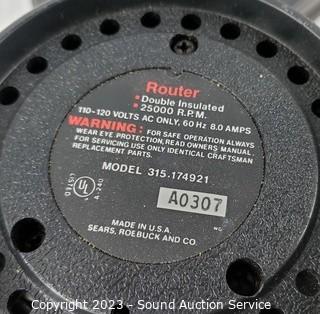 Router
• Double Insulated
• 25000 R.P.M.
110-120 VOLTS AC ONLY, 60 Hz 8.0 AMPS
WARNING: FOR SAFE OPERATION ALWAYS
WEAR EYE PROTECTION, READ OWNERS MANUAL
FOR SERVICING USE ONLY IDENTICAL CRAFTSMAN
REPLACEMENT PARTS.
MODEL 315.174921
UL
A0307
MADE IN U.S.A.
SEARS, ROEBUCK AND CO.
Copyright 2023 - Sound Auction Service